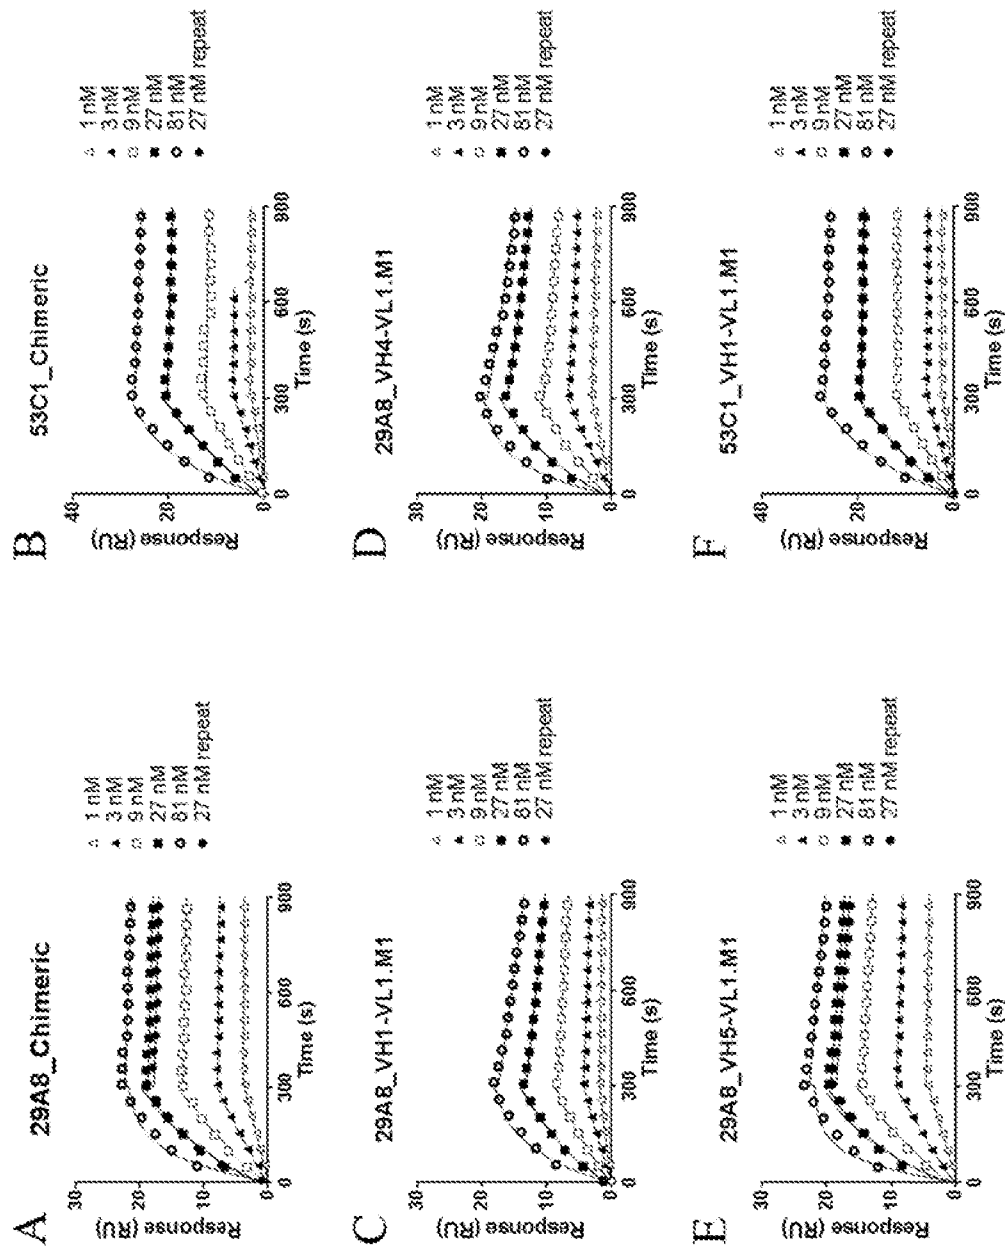 A
29A8_Chimeric
Response (RU)
30
20
10
0
0
300
600
900
Time (s)
1 nM
3 nM
9 nM
27 nM
81 nM
27 nM repeat
B
53C1_Chimeric
Response (RU)
40
20
0
0
300
600
900
Time (s)
1 nM
3 nM
9 nM
27 nM
81 nM
27 nM repeat
C
29A8_VH1-VL1.M1
Response (RU)
30
20
10
0
0
300
600
900
Time (s)
1 nM
3 nM
9 nM
27 nM
81 nM
27 nM repeat
D
29A8_VH4-VL1.M1
Response (RU)
30
20
10
0
0
300
600
900
Time (s)
1 nM
3 nM
9 nM
27 nM
81 nM
27 nM repeat
E
29A8_VH5-VL1.M1
Response (RU)
30
20
10
0
0
300
600
900
Time (s)
1 nM
3 nM
9 nM
27 nM
81 nM
27 nM repeat
F
53C1_VH1-VL1.M1
Response (RU)
40
30
20
10
0
0
300
600
900
Time (s)
1 nM
3 nM
9 nM
27 nM
81 nM
27 nM repeat